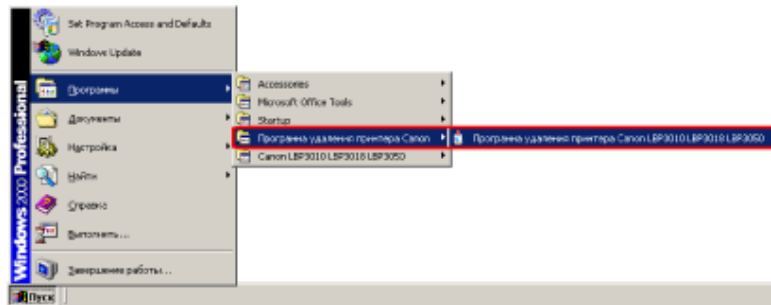 Set Program Access and Defaults
Windows Update
Программы
Документы
Настройка
Найти
Справка
Выполнить...
Завершение работы...
Windows 2000 Professional
Accessories
Microsoft Office Tools
Startup
Программа удаления принтера Canon
Canon LBP3010 LBP3018 LBP3050
Программа удаления принтера Canon LBP3010 LBP3018 LBP3050
Пуск